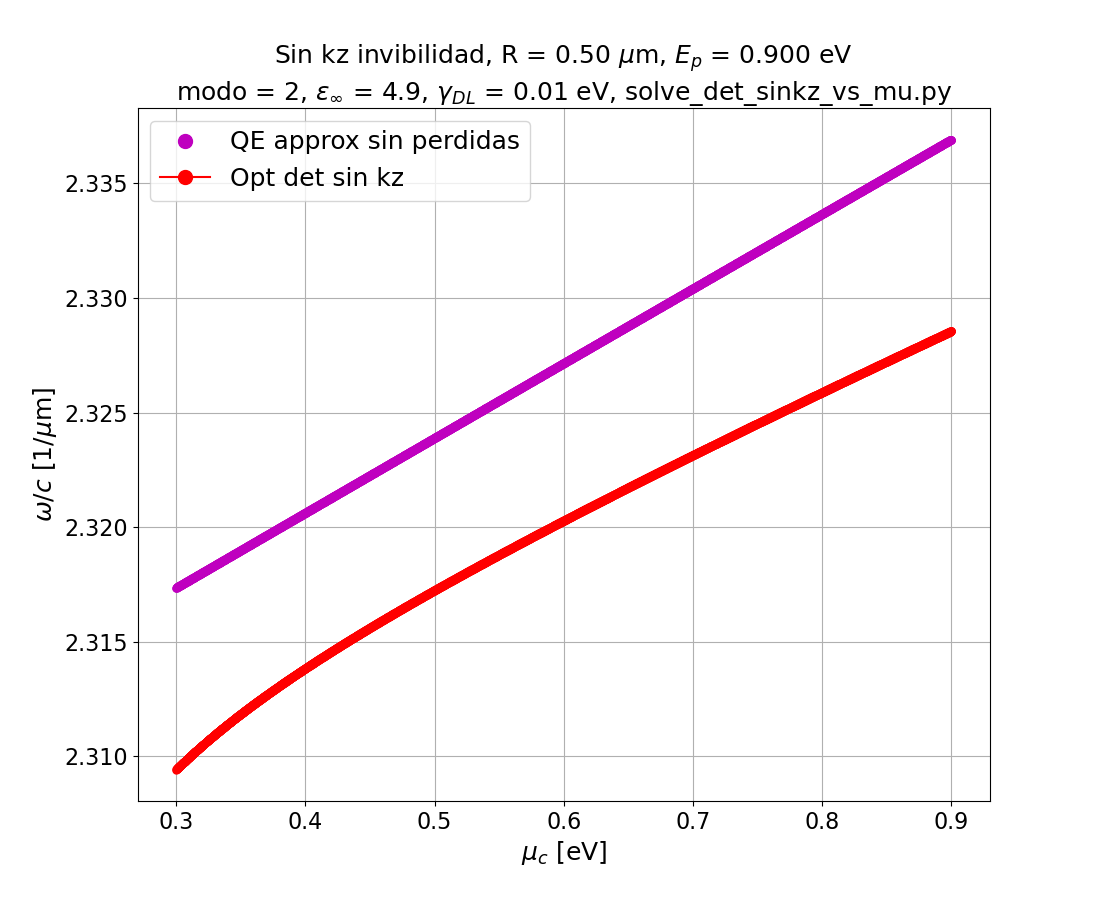 Sin kz invibilidad, R = 0.50 μm, $E_p$ = 0.900 eV
modo = 2, $ε_∞$ = 4.9, $γ_{DL}$ = 0.01 eV, solve_det_sinkz_vs_mu.py
QE approx sin perdidas
Opt det sin kz
ω/c [1/μm]
2.335
2.330
2.325
2.320
2.315
2.310
0.3 0.4 0.5 0.6 0.7 0.8 0.9
$μ_c$ [eV]